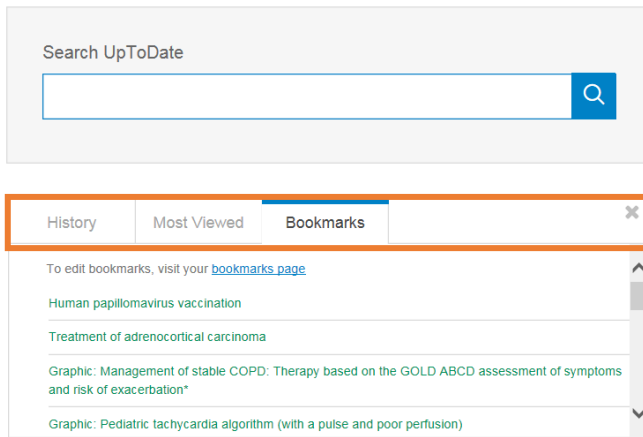 Search UpToDate
History
Most Viewed
Bookmarks
To edit bookmarks, visit your bookmarks page
Human papillomavirus vaccination
Treatment of adrenocortical carcinoma
Graphic: Management of stable COPD: Therapy based on the GOLD ABCD assessment of symptoms
and risk of exacerbation*
Graphic: Pediatric tachycardia algorithm (with a pulse and poor perfusion)